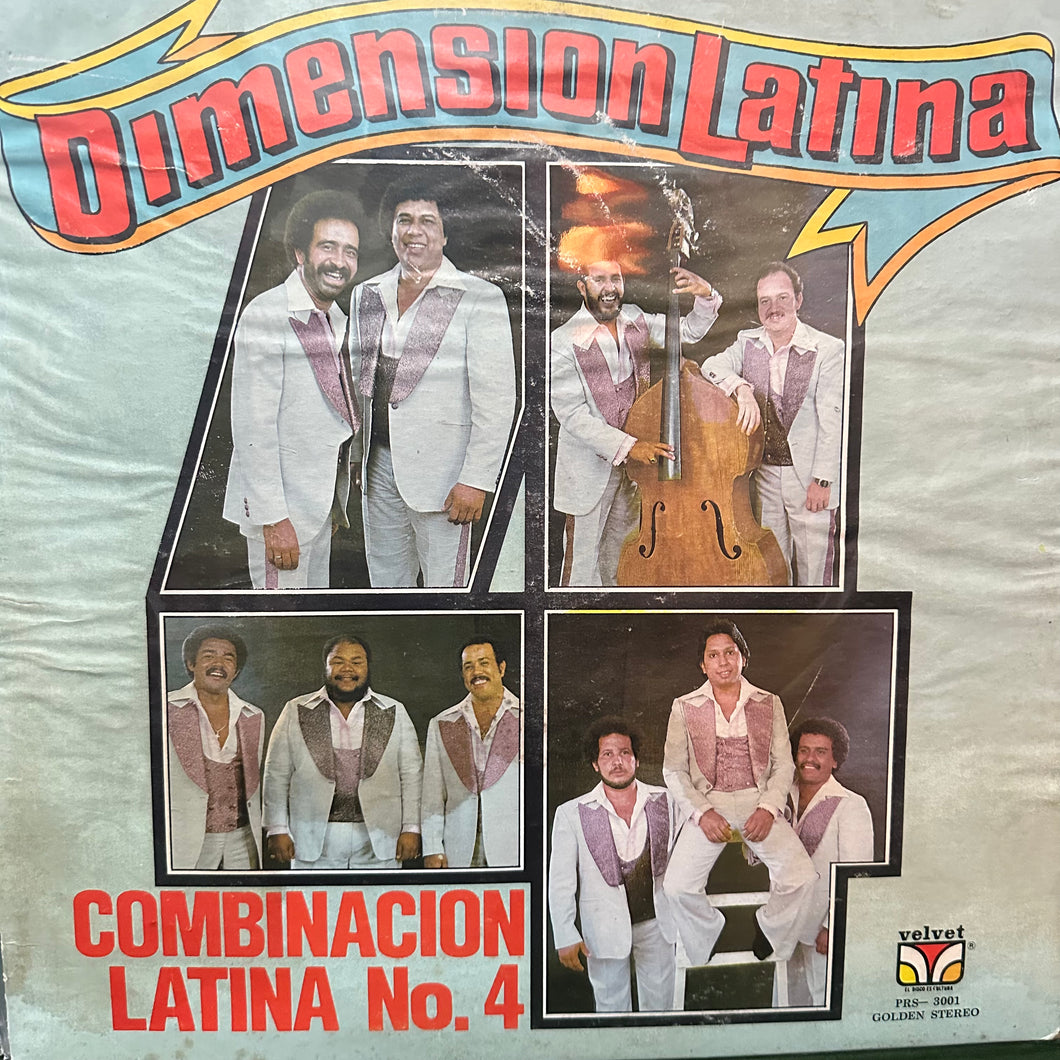 Dimension Latina
COMBINACION
LATINA No. 4
velvet
®
EL DISCO ES CULTURA
PRS- 3001
GOLDEN STEREO